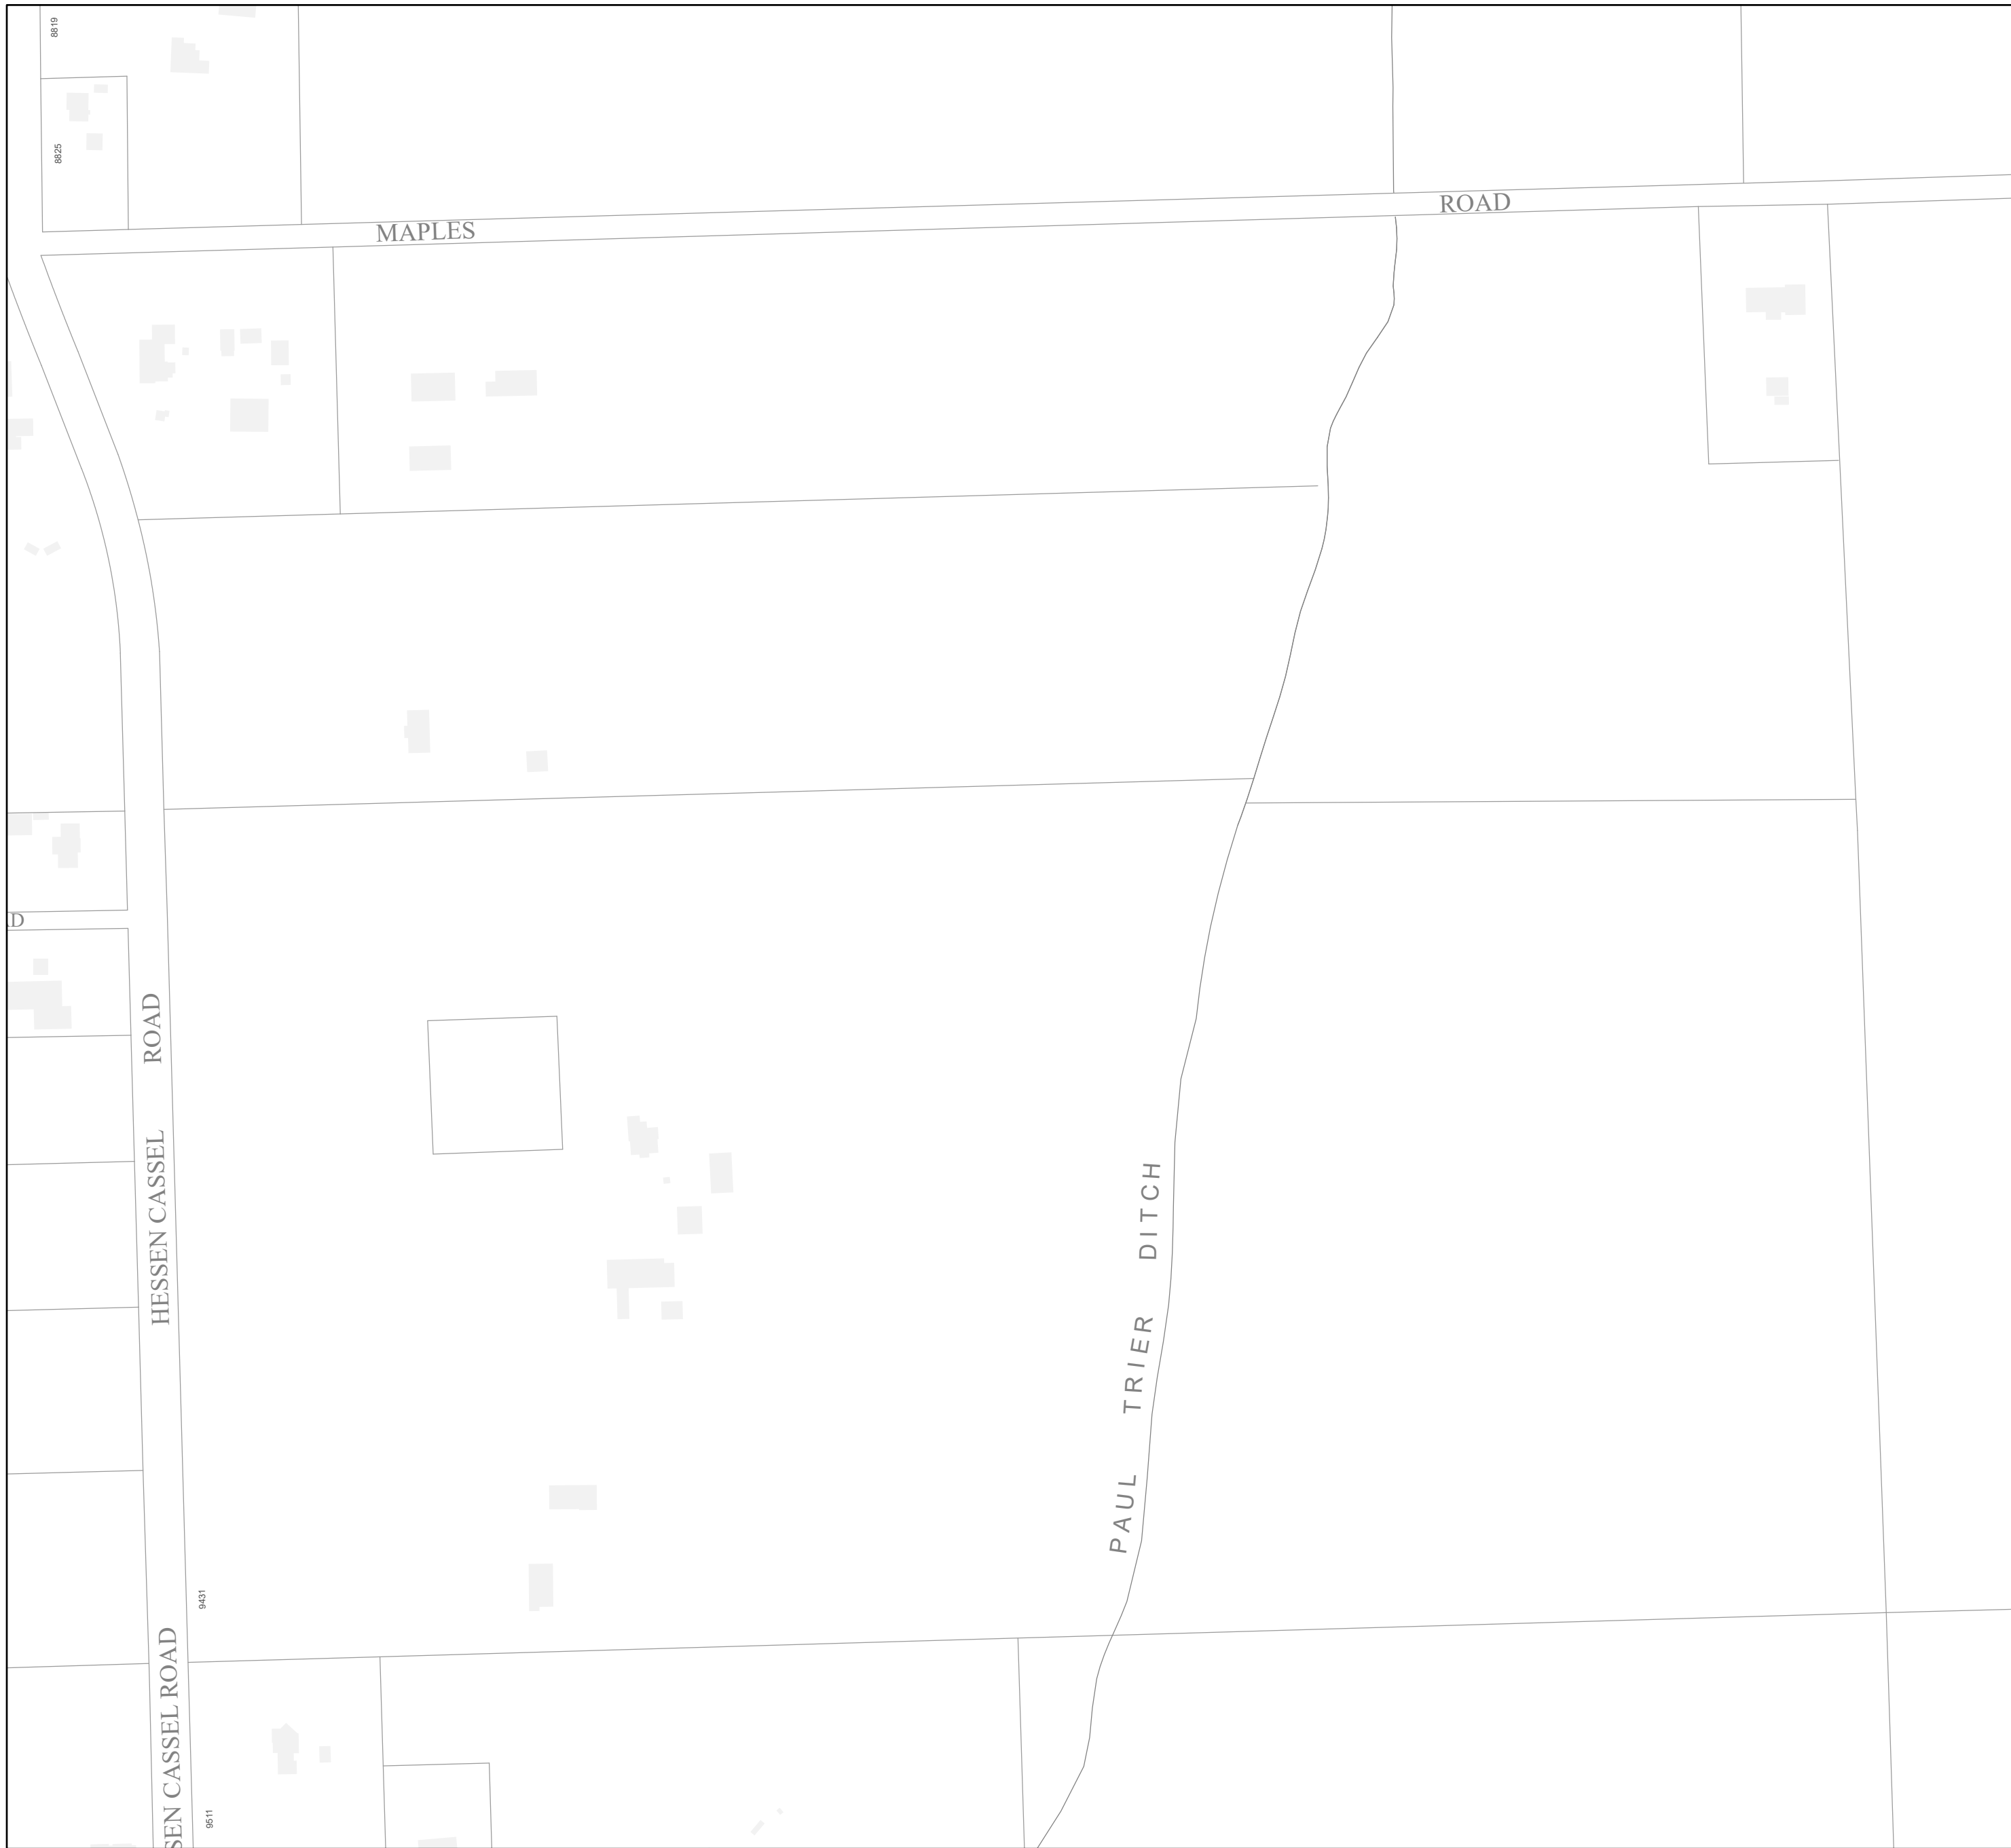 8819
8825
MAPLES
ROAD
D
ROAD
HESSEN CASSEL
PAUL TRIER DITCH
9431
SEN CASSEL ROAD
9511